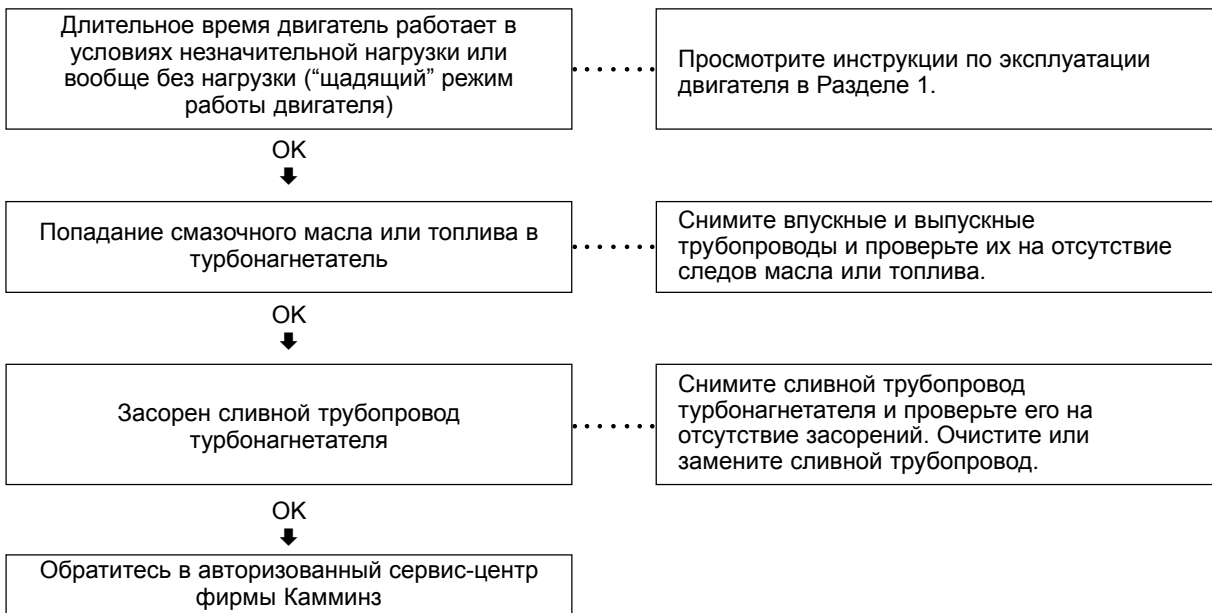 Длительное время двигатель работает в
условиях незначительной нагрузки или
вообще без нагрузки (“щадящий” режим
работы двигателя)
Просмотрите инструкции по эксплуатации
двигателя в Разделе 1.
OK
Попадание смазочного масла или топлива в
турбонагнетатель
Снимите впускные и выпускные
трубопроводы и проверьте их на отсутствие
следов масла или топлива.
OK
Засорен сливной трубопровод
турбонагнетателя
Снимите сливной трубопровод
турбонагнетателя и проверьте его на
отсутствие засорений. Очистите или
замените сливной трубопровод.
OK
Обратитесь в авторизованный сервис-центр
фирмы Камминз